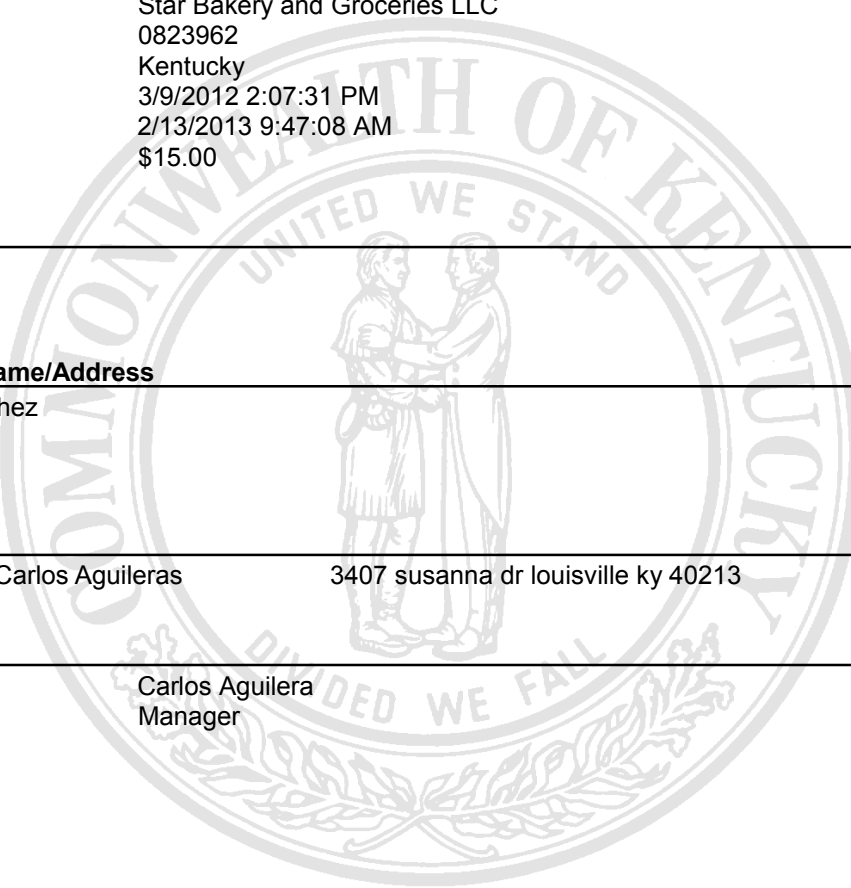 Star Bakery and Groceries LLC
0823962
Kentucky
3/9/2012 2:07:31 PM
2/13/2013 9:47:08 AM
$15.00
COMMONWEALTH OF KENTUCKY
UNITED WE STAND
ame/Address
hez
Carlos Aguileras 3407 susanna dr louisville ky 40213
DIVIDED WE FALL
Carlos Aguilera
Manager